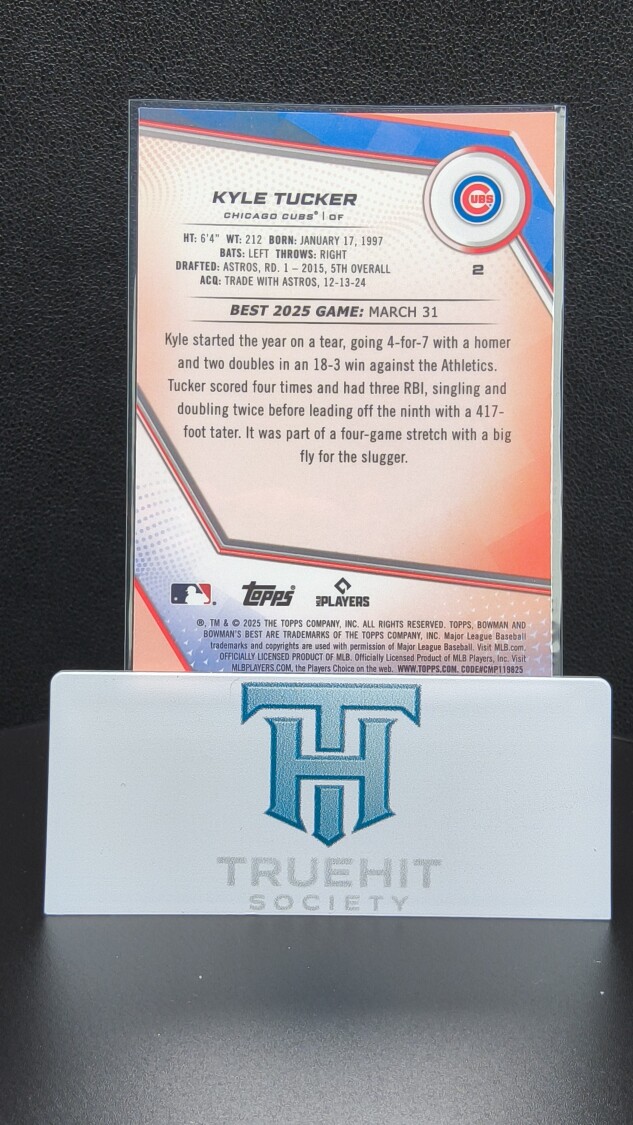 KYLE TUCKER
CHICAGO CUBS® | OF
CUBS
2
HT: 6'4" WT: 212 BORN: JANUARY 17, 1997
BATS: LEFT THROWS: RIGHT
DRAFTED: ASTROS, RD. 1 – 2015, 5TH OVERALL
ACQ: TRADE WITH ASTROS, 12-13-24
BEST 2025 GAME: MARCH 31
Kyle started the year on a tear, going 4-for-7 with a homer
and two doubles in an 18-3 win against the Athletics.
Tucker scored four times and had three RBI, singling and
doubling twice before leading off the ninth with a 417-
foot tater. It was part of a four-game stretch with a big
fly for the slugger.
Topps®
MLB PLAYERS
®, TM & © 2025 THE TOPPS COMPANY, INC. ALL RIGHTS RESERVED. TOPPS, BOWMAN AND
BOWMAN'S BEST ARE TRADEMARKS OF THE TOPPS COMPANY, INC. Major League Baseball
trademarks and copyrights are used with permission of Major League Baseball. Visit MLB.com.
OFFICIALLY LICENSED PRODUCT OF MLB. Officially Licensed Product of MLB Players, Inc. Visit
MLBPLAYERS.com, the Players Choice on the web. WWW.TOPPS.COM. CODE#CMP119825
TH
TRUEHIT
SOCIETY